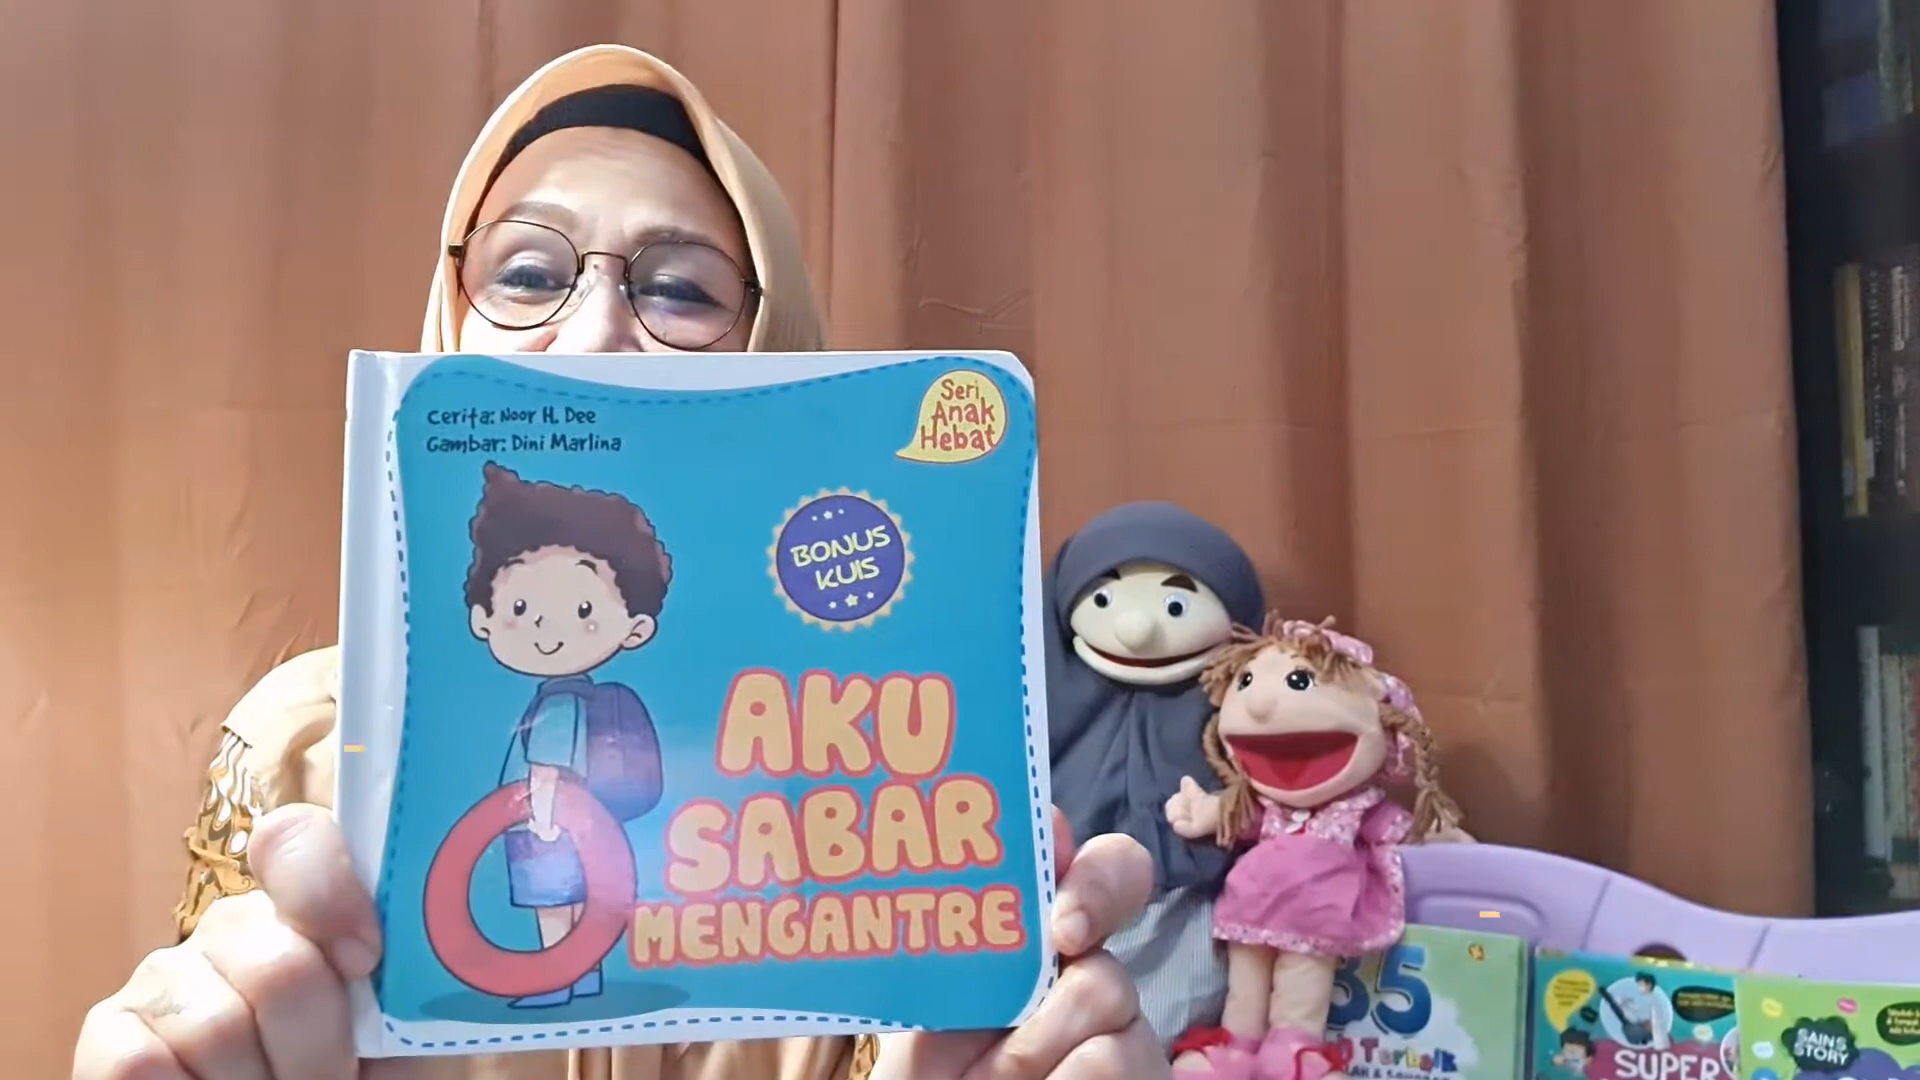 Cerita: Noor H. Dee
Gambar: Dini Marlina
Seri
Anak
Hebat
BONUS
KUIS
AKU
SABAR
MENGANTRE
35
Terbaik
SUPER
SAINS
STORY